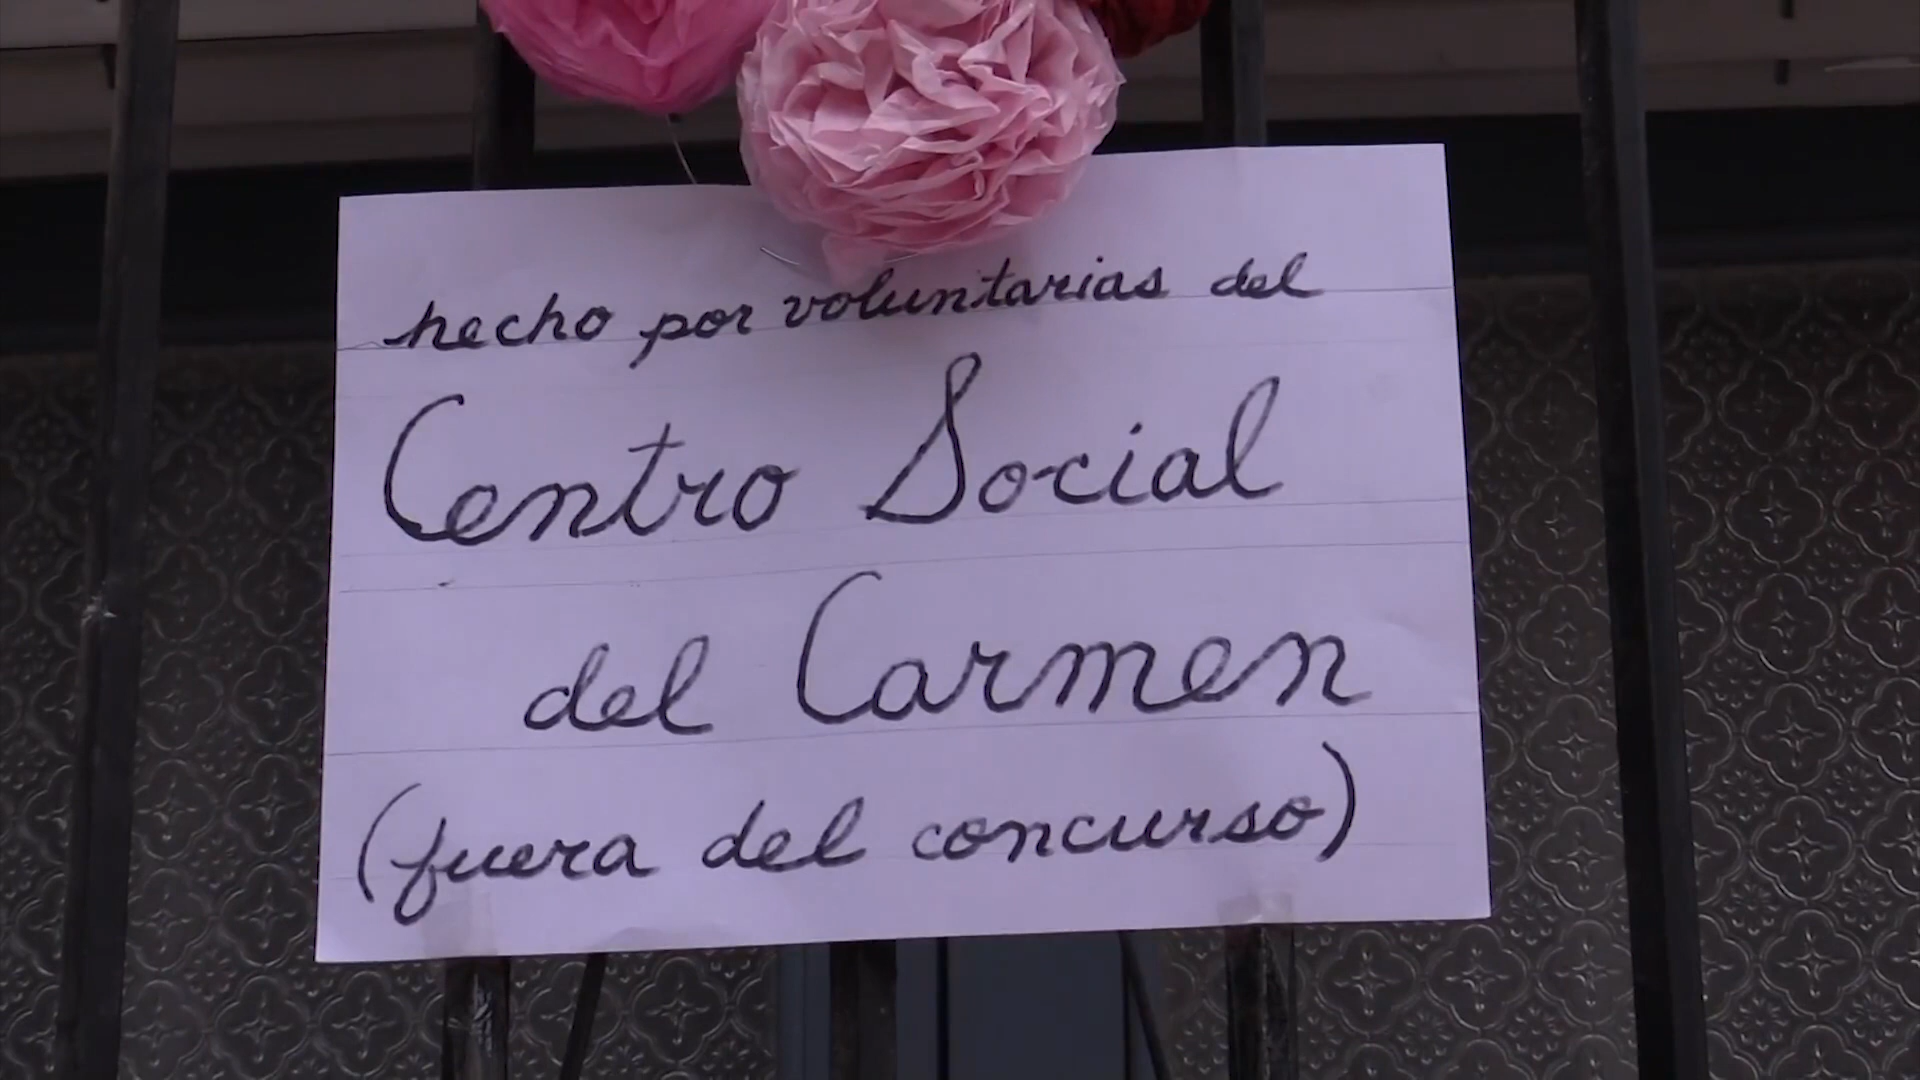 hecho por voluntarias del
Centro Social
del Carmen
(fuera del concurso)